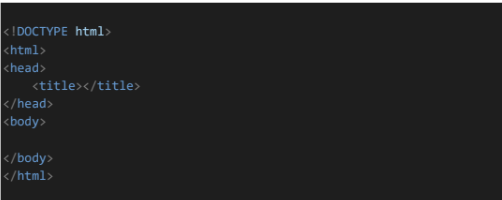 <!DOCTYPE html>
<html>
<head>
    <title></title>
</head>
<body>

</body>
</html>